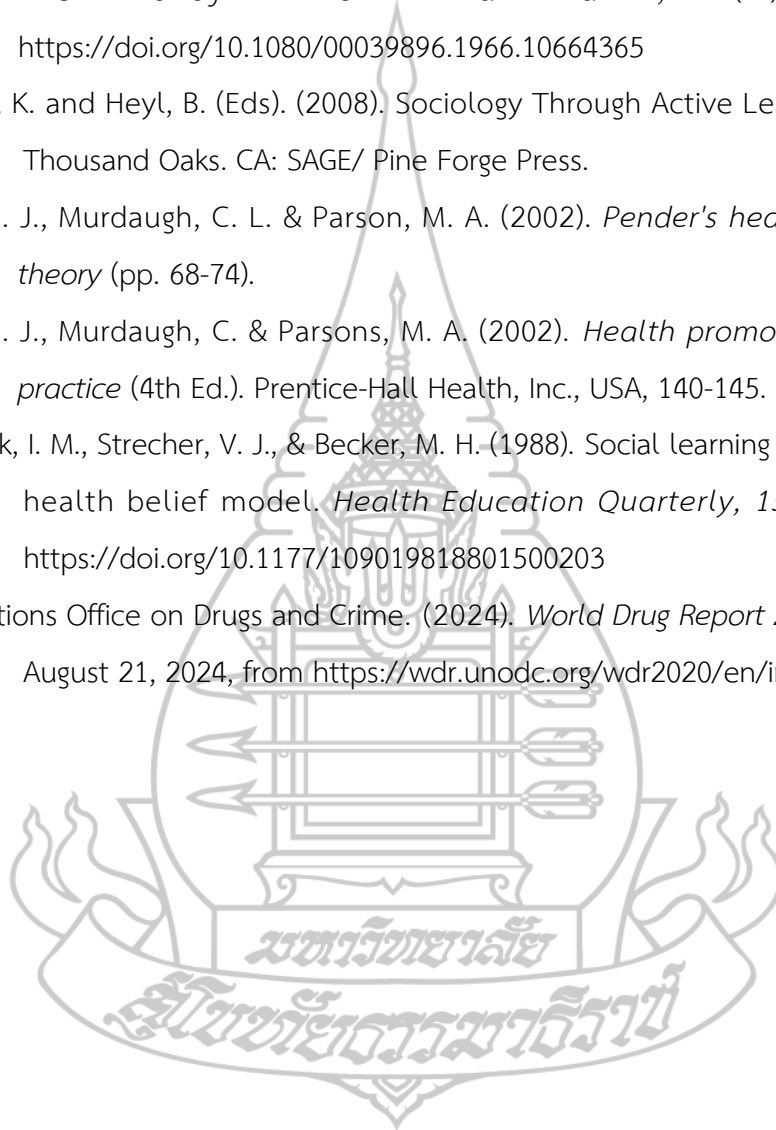 https://doi.org/10.1080/00039896.1966.10664365
K. and Heyl, B. (Eds). (2008). Sociology Through Active Le
Thousand Oaks. CA: SAGE/ Pine Forge Press.
. J., Murdaugh, C. L. & Parson, M. A. (2002). Pender's hea
theory (pp. 68-74).
. J., Murdaugh, C. & Parsons, M. A. (2002). Health promo
practice (4th Ed.). Prentice-Hall Health, Inc., USA, 140-145.
k, I. M., Strecher, V. J., & Becker, M. H. (1988). Social learning
health belief model. Health Education Quarterly, 15
https://doi.org/10.1177/109019818801500203
tions Office on Drugs and Crime. (2024). World Drug Report 2
August 21, 2024, from https://wdr.unodc.org/wdr2020/en/i
มหาวิทยาลัย
สุโขทัยธรรมาธิราช